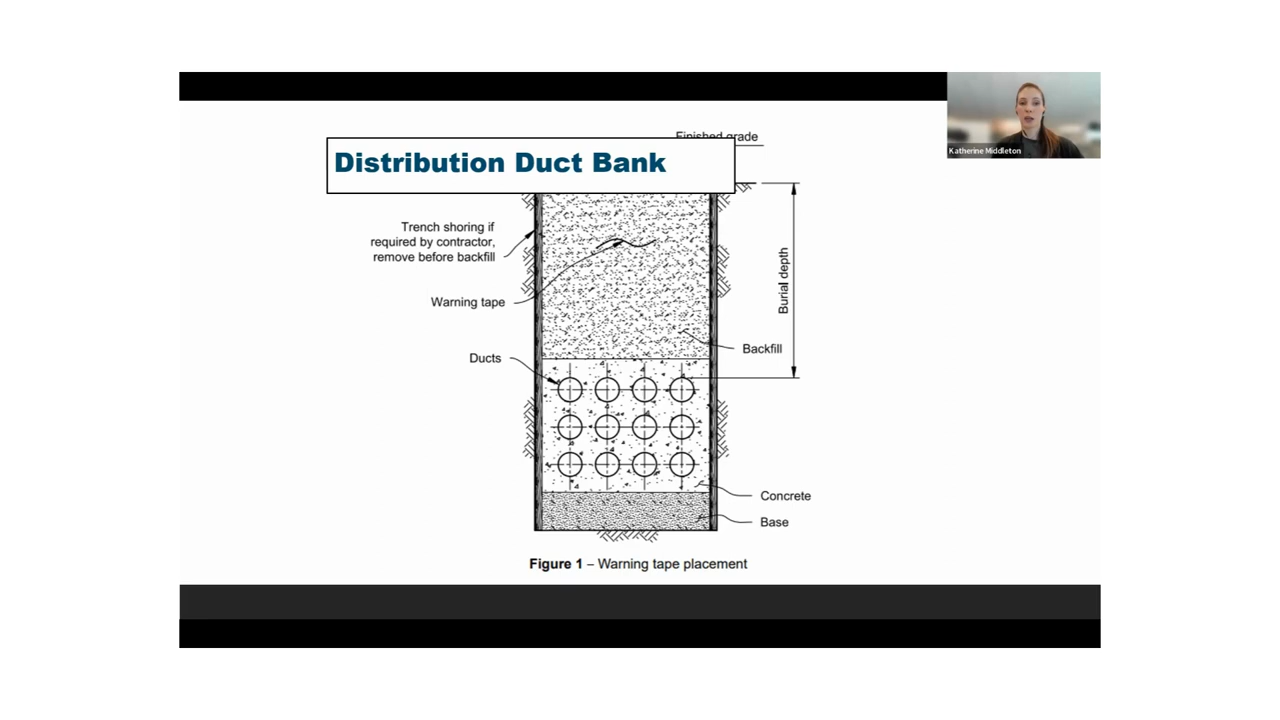 Katherine Middleton
Finished grade
Distribution Duct Bank
Trench shoring if
required by contractor,
remove before backfill
Warning tape
Burial depth
Backfill
Ducts
Concrete
Base
Figure 1 – Warning tape placement